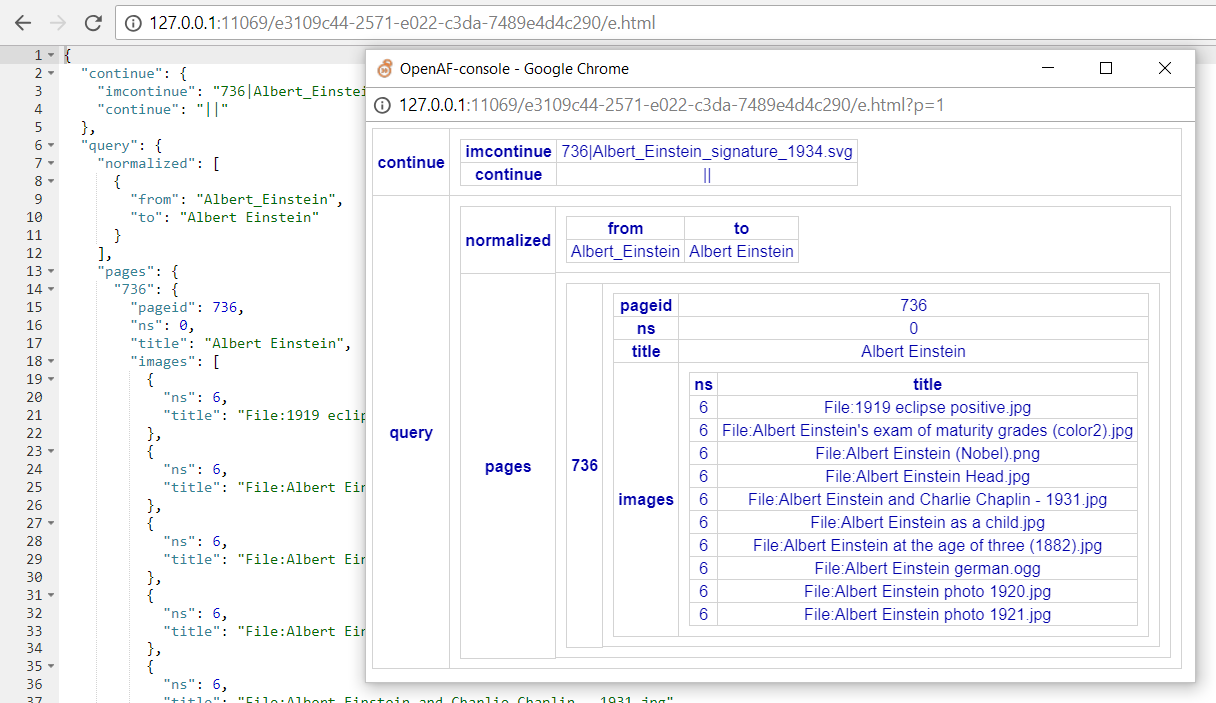 127.0.0.1:11069/e3109c44-2571-e022-c3da-7489e4d4c290/e.html
1 {
2 "continue": {
3 "imcontinue": "736|Albert_Einstei
4 "continue": "||"
5 },
6 "query": {
7 "normalized": [
8 {
9 "from": "Albert_Einstein",
10 "to": "Albert Einstein"
11 }
12 ],
13 "pages": {
14 "736": {
15 "pageid": 736,
16 "ns": 0,
17 "title": "Albert Einstein",
18 "images": [
19 {
20 "ns": 6,
21 "title": "File:1919 eclip
22 },
23 {
24 "ns": 6,
25 "title": "File:Albert Ein
26 },
27 {
28 "ns": 6,
29 "title": "File:Albert Ein
30 },
31 {
32 "ns": 6,
33 "title": "File:Albert Ein
34 },
35 {
36 "ns": 6,
37 "title": "File:Albert Einstein and Charlie Chaplin - 1931.jpg"
OpenAF-console - Google Chrome
127.0.0.1:11069/e3109c44-2571-e022-c3da-7489e4d4c290/e.html?p=1
continue
imcontinue 736|Albert_Einstein_signature_1934.svg
continue ||
query
normalized
from to
Albert_Einstein Albert Einstein
pages
736
pageid 736
ns 0
title Albert Einstein
images
ns title
6 File:1919 eclipse positive.jpg
6 File:Albert Einstein's exam of maturity grades (color2).jpg
6 File:Albert Einstein (Nobel).png
6 File:Albert Einstein Head.jpg
6 File:Albert Einstein and Charlie Chaplin - 1931.jpg
6 File:Albert Einstein as a child.jpg
6 File:Albert Einstein at the age of three (1882).jpg
6 File:Albert Einstein german.ogg
6 File:Albert Einstein photo 1920.jpg
6 File:Albert Einstein photo 1921.jpg